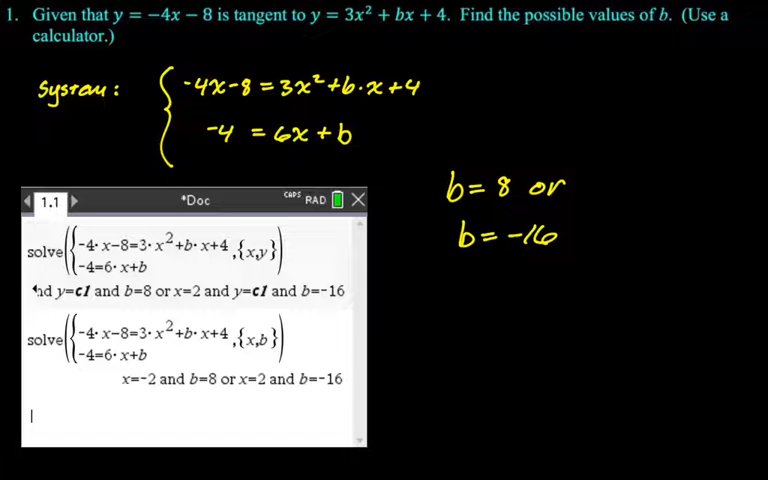 1. Given that y = −4x − 8 is tangent to y = 3x² + bx + 4. Find the possible values of b. (Use a
calculator.)
System: { -4x-8 = 3x²+b·x+4
-4 = 6x+b
b = 8 or
b = -16
1.1 *Doc CAPS RAD
solve({-4·x−8=3·x²+b·x+4
-4=6·x+b ,{x,y})
nd y=c1 and b=8 or x=2 and y=c1 and b=−16
solve({-4·x−8=3·x²+b·x+4
-4=6·x+b ,{x,b})
x=−2 and b=8 or x=2 and b=−16